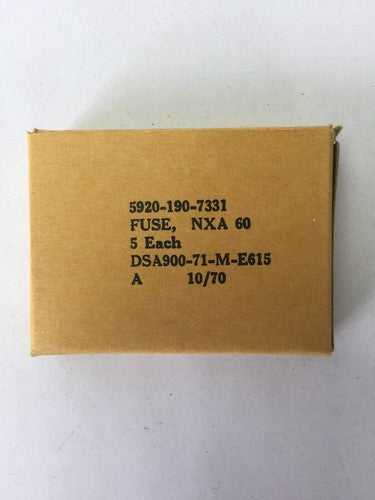 5920-190-7331
FUSE, NXA 60
5 Each
DSA900-71-M-E615
A 10/70